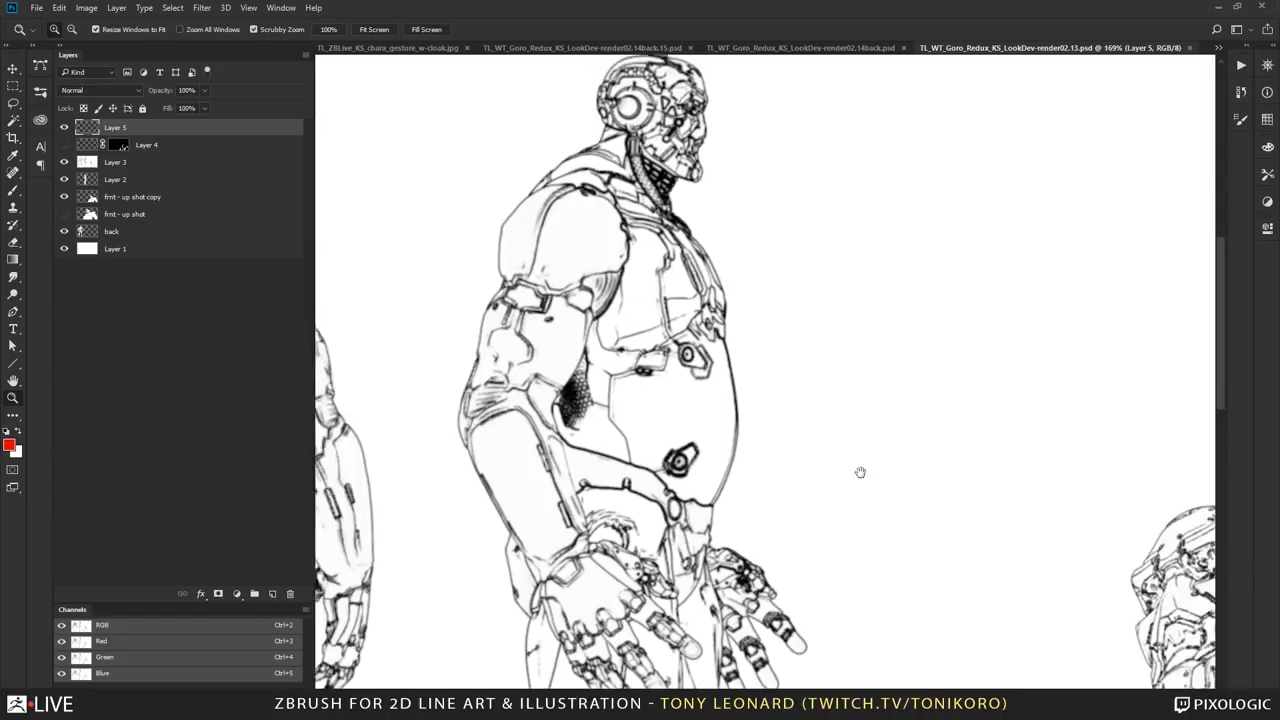 Ps File Edit Image Layer Type Select Filter 3D View Window Help
Resize Windows to Fit Zoom All Windows Scrubby Zoom 100% Fit Screen Fill Screen
TL_ZBLive_KS_chara_gesture_w-cloak.jpg × TL_WT_Goro_Redux_KS_LookDev-render02.14back.15.psd × TL_WT_Goro_Redux_KS_LookDev-render02.14back.psd × TL_WT_Goro_Redux_KS_LookDev-render02.13.psd @ 169% (Layer 5, RGB/8) ×
Layers
Kind
Normal Opacity: 100%
Lock: Fill: 100%
Layer 5
Layer 4
Layer 3
Layer 2
frnt - up shot copy
frnt - up shot
back
Layer 1
fx
Channels
RGB Ctrl+2
Red Ctrl+3
Green Ctrl+4
Blue Ctrl+5
LIVE ZBRUSH FOR 2D LINE ART & ILLUSTRATION - TONY LEONARD (TWITCH.TV/TONIKORO) PIXOLOGIC